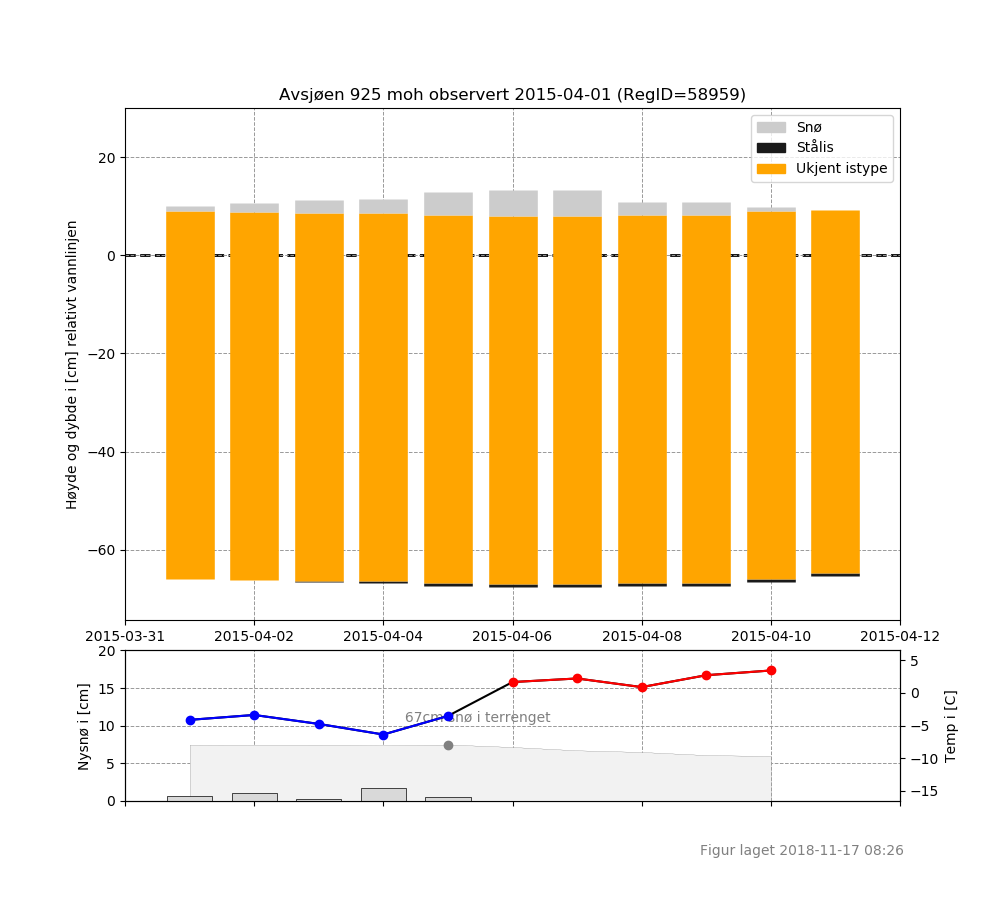 Avsjøen 925 moh observert 2015-04-01 (RegID=58959)
Snø
Stålis
Ukjent istype
Høyde og dybde i [cm] relativt vannlinjen
20
0
−20
−40
−60
2015-03-31 2015-04-02 2015-04-04 2015-04-06 2015-04-08 2015-04-10 2015-04-12
Nysnø i [cm]
20
15
10
5
0
67cm snø i terrenget
5
0
−5
−10
−15
Temp i [C]
Figur laget 2018-11-17 08:26